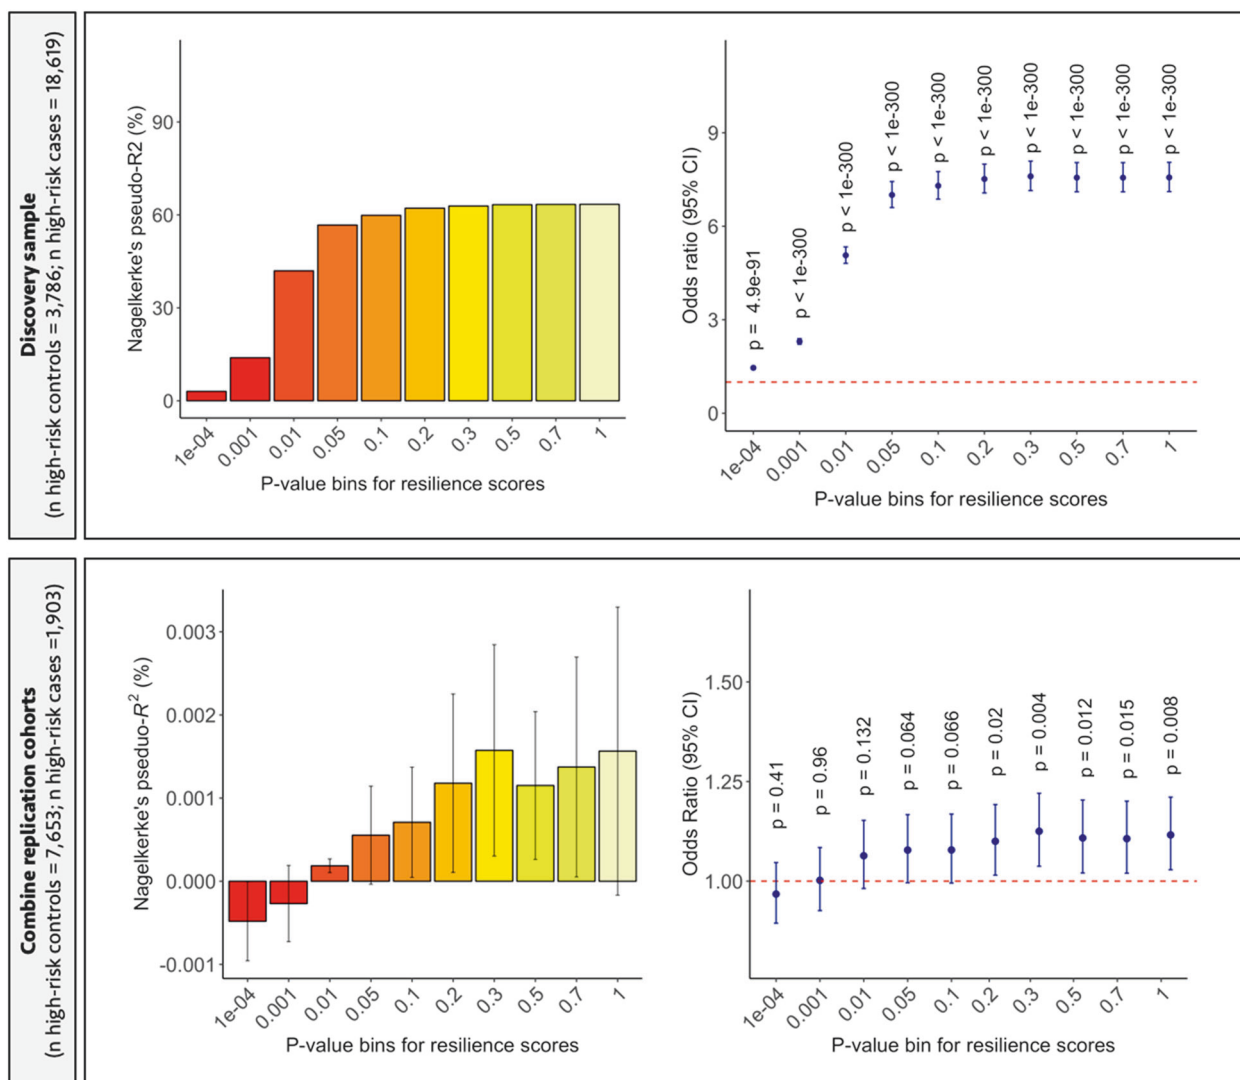 Discovery sample
(n high-risk controls = 3,786; n high-risk cases = 18,619)
Nagelkerke's pseudo-R2 (%)
90
60
30
0
1e-04 0.001 0.01 0.05 0.1 0.2 0.3 0.5 0.7 1
P-value bins for resilience scores
Odds ratio (95% CI)
9
6
3
0
p = 4.9e-91
p < 1e-300
p < 1e-300
p < 1e-300
p < 1e-300
p < 1e-300
p < 1e-300
p < 1e-300
p < 1e-300
p < 1e-300
1e-04 0.001 0.01 0.05 0.1 0.2 0.3 0.5 0.7 1
P-value bins for resilience scores
Combine replication cohorts
(n high-risk controls = 7,653; n high-risk cases =1,903)
Nagelkerke's pseduo-R² (%)
0.003
0.002
0.001
0.000
-0.001
1e-04 0.001 0.01 0.05 0.1 0.2 0.3 0.5 0.7 1
P-value bins for resilience scores
Odds Ratio (95% CI)
1.50
1.25
1.00
p = 0.41
p = 0.96
p = 0.132
p = 0.064
p = 0.066
p = 0.02
p = 0.004
p = 0.012
p = 0.015
p = 0.008
1e-04 0.001 0.01 0.05 0.1 0.2 0.3 0.5 0.7 1
P-value bin for resilience scores